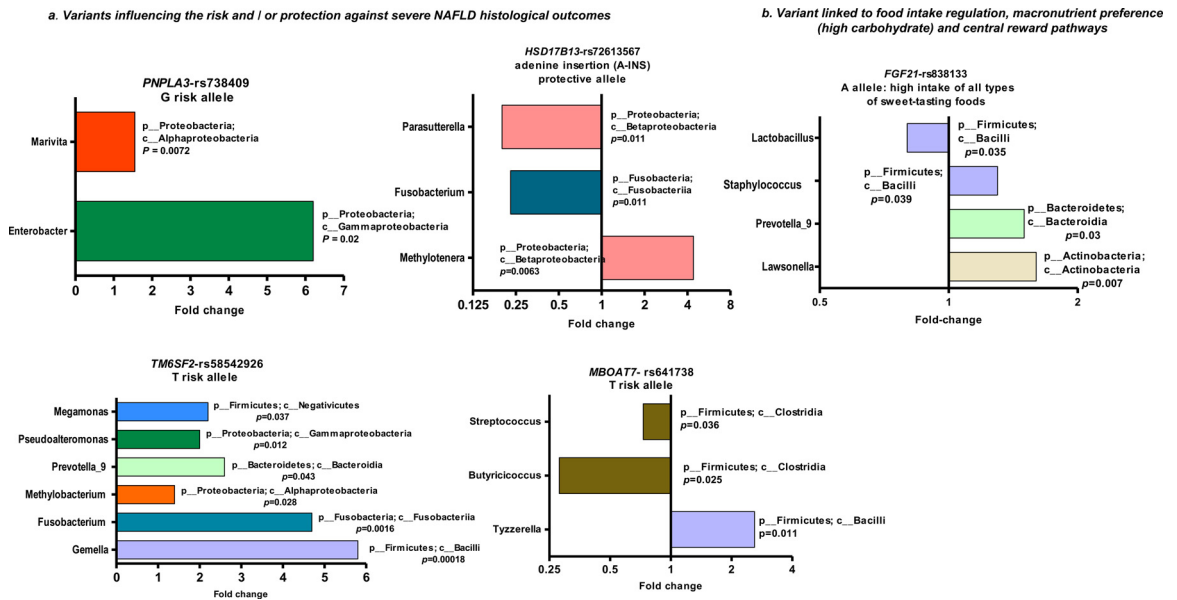 a. Variants influencing the risk and / or protection against severe NAFLD histological outcomes
PNPLA3-rs738409
G risk allele
Marivita
p__Proteobacteria;
c__Alphaproteobacteria
P = 0.0072
Enterobacter
p__Proteobacteria;
c__Gammaproteobacteria
P = 0.02
0 1 2 3 4 5 6 7
Fold change
HSD17B13-rs72613567
adenine insertion (A-INS)
protective allele
Parasutterella
p__Proteobacteria;
c__Betaproteobacteria
p=0.011
Fusobacterium
p__Fusobacteria;
c__Fusobacteriia
p=0.011
Methylotenera
p__Proteobacteria;
c__Betaproteobacteria
p=0.0063
0.125 0.25 0.5 1 2 4 8
Fold change
b. Variant linked to food intake regulation, macronutrient preference
(high carbohydrate) and central reward pathways
FGF21-rs838133
A allele: high intake of all types
of sweet-tasting foods
Lactobacillus
p__Firmicutes;
c__Bacilli
p=0.035
Staphylococcus
p__Firmicutes;
c__Bacilli
p=0.039
Prevotella_9
p__Bacteroidetes;
c__Bacteroidia
p=0.03
Lawsonella
p__Actinobacteria;
c__Actinobacteria
p=0.007
0.5 1 2
Fold-change
TM6SF2-rs58542926
T risk allele
Megamonas
p__Firmicutes; c__Negativicutes
p=0.037
Pseudoalteromonas
p__Proteobacteria; c__Gammaproteobacteria
p=0.012
Prevotella_9
p__Bacteroidetes; c__Bacteroidia
p=0.043
Methylobacterium
p__Proteobacteria; c__Alphaproteobacteria
p=0.028
Fusobacterium
p__Fusobacteria; c__Fusobacteriia
p=0.0016
Gemella
p__Firmicutes; c__Bacilli
p=0.00018
0 1 2 3 4 5 6
Fold change
MBOAT7- rs641738
T risk allele
Streptococcus
p__Firmicutes; c__Clostridia
p=0.036
Butyricicoccus
p__Firmicutes; c__Clostridia
p=0.025
Tyzzerella
p__Firmicutes; c__Bacilli
p=0.011
0.25 0.5 1 2 4
Fold change